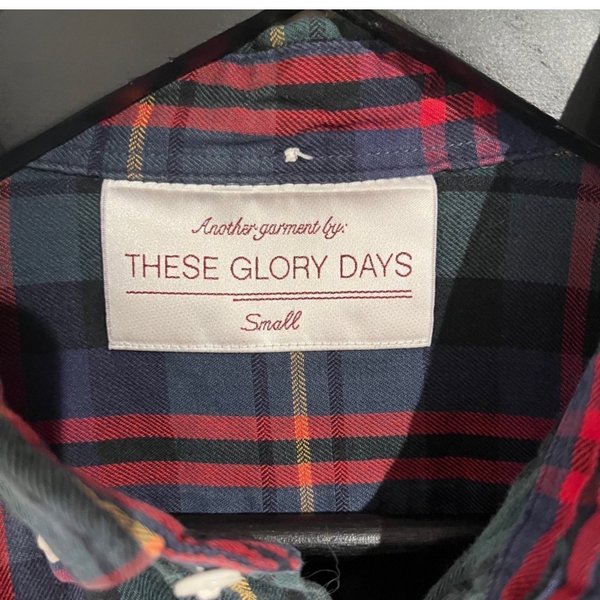 Another garment by:
THESE GLORY DAYS
Small